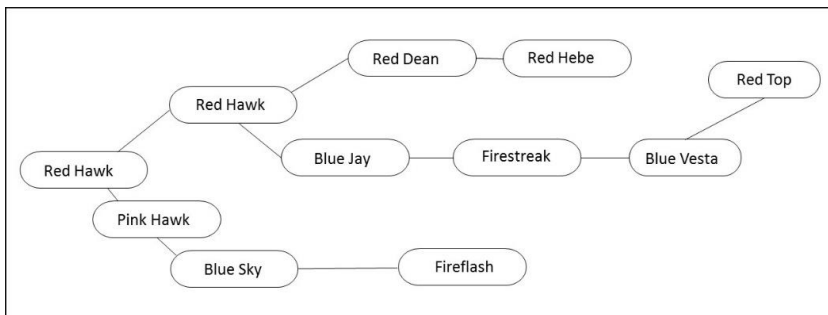 Red Dean
Red Hebe
Red Top
Red Hawk
Blue Jay
Firestreak
Blue Vesta
Red Hawk
Pink Hawk
Blue Sky
Fireflash